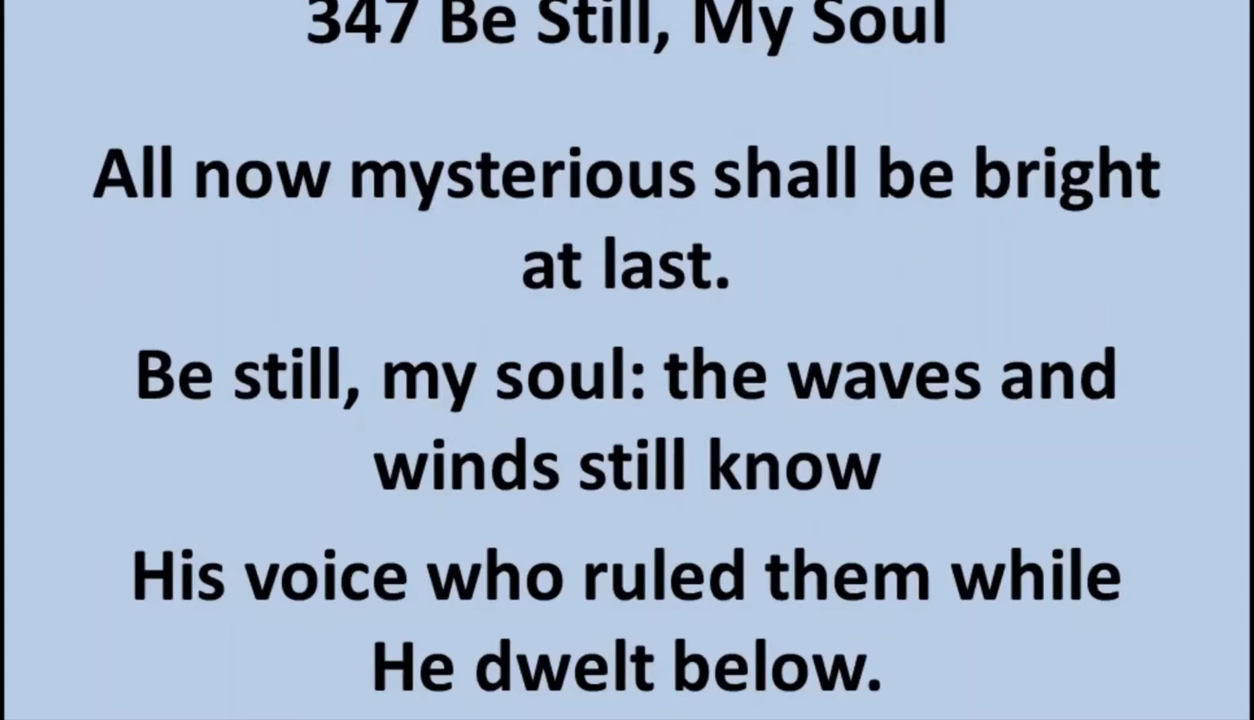 347 Be Still, My Soul
All now mysterious shall be bright
at last.
Be still, my soul: the waves and
winds still know
His voice who ruled them while
He dwelt below.